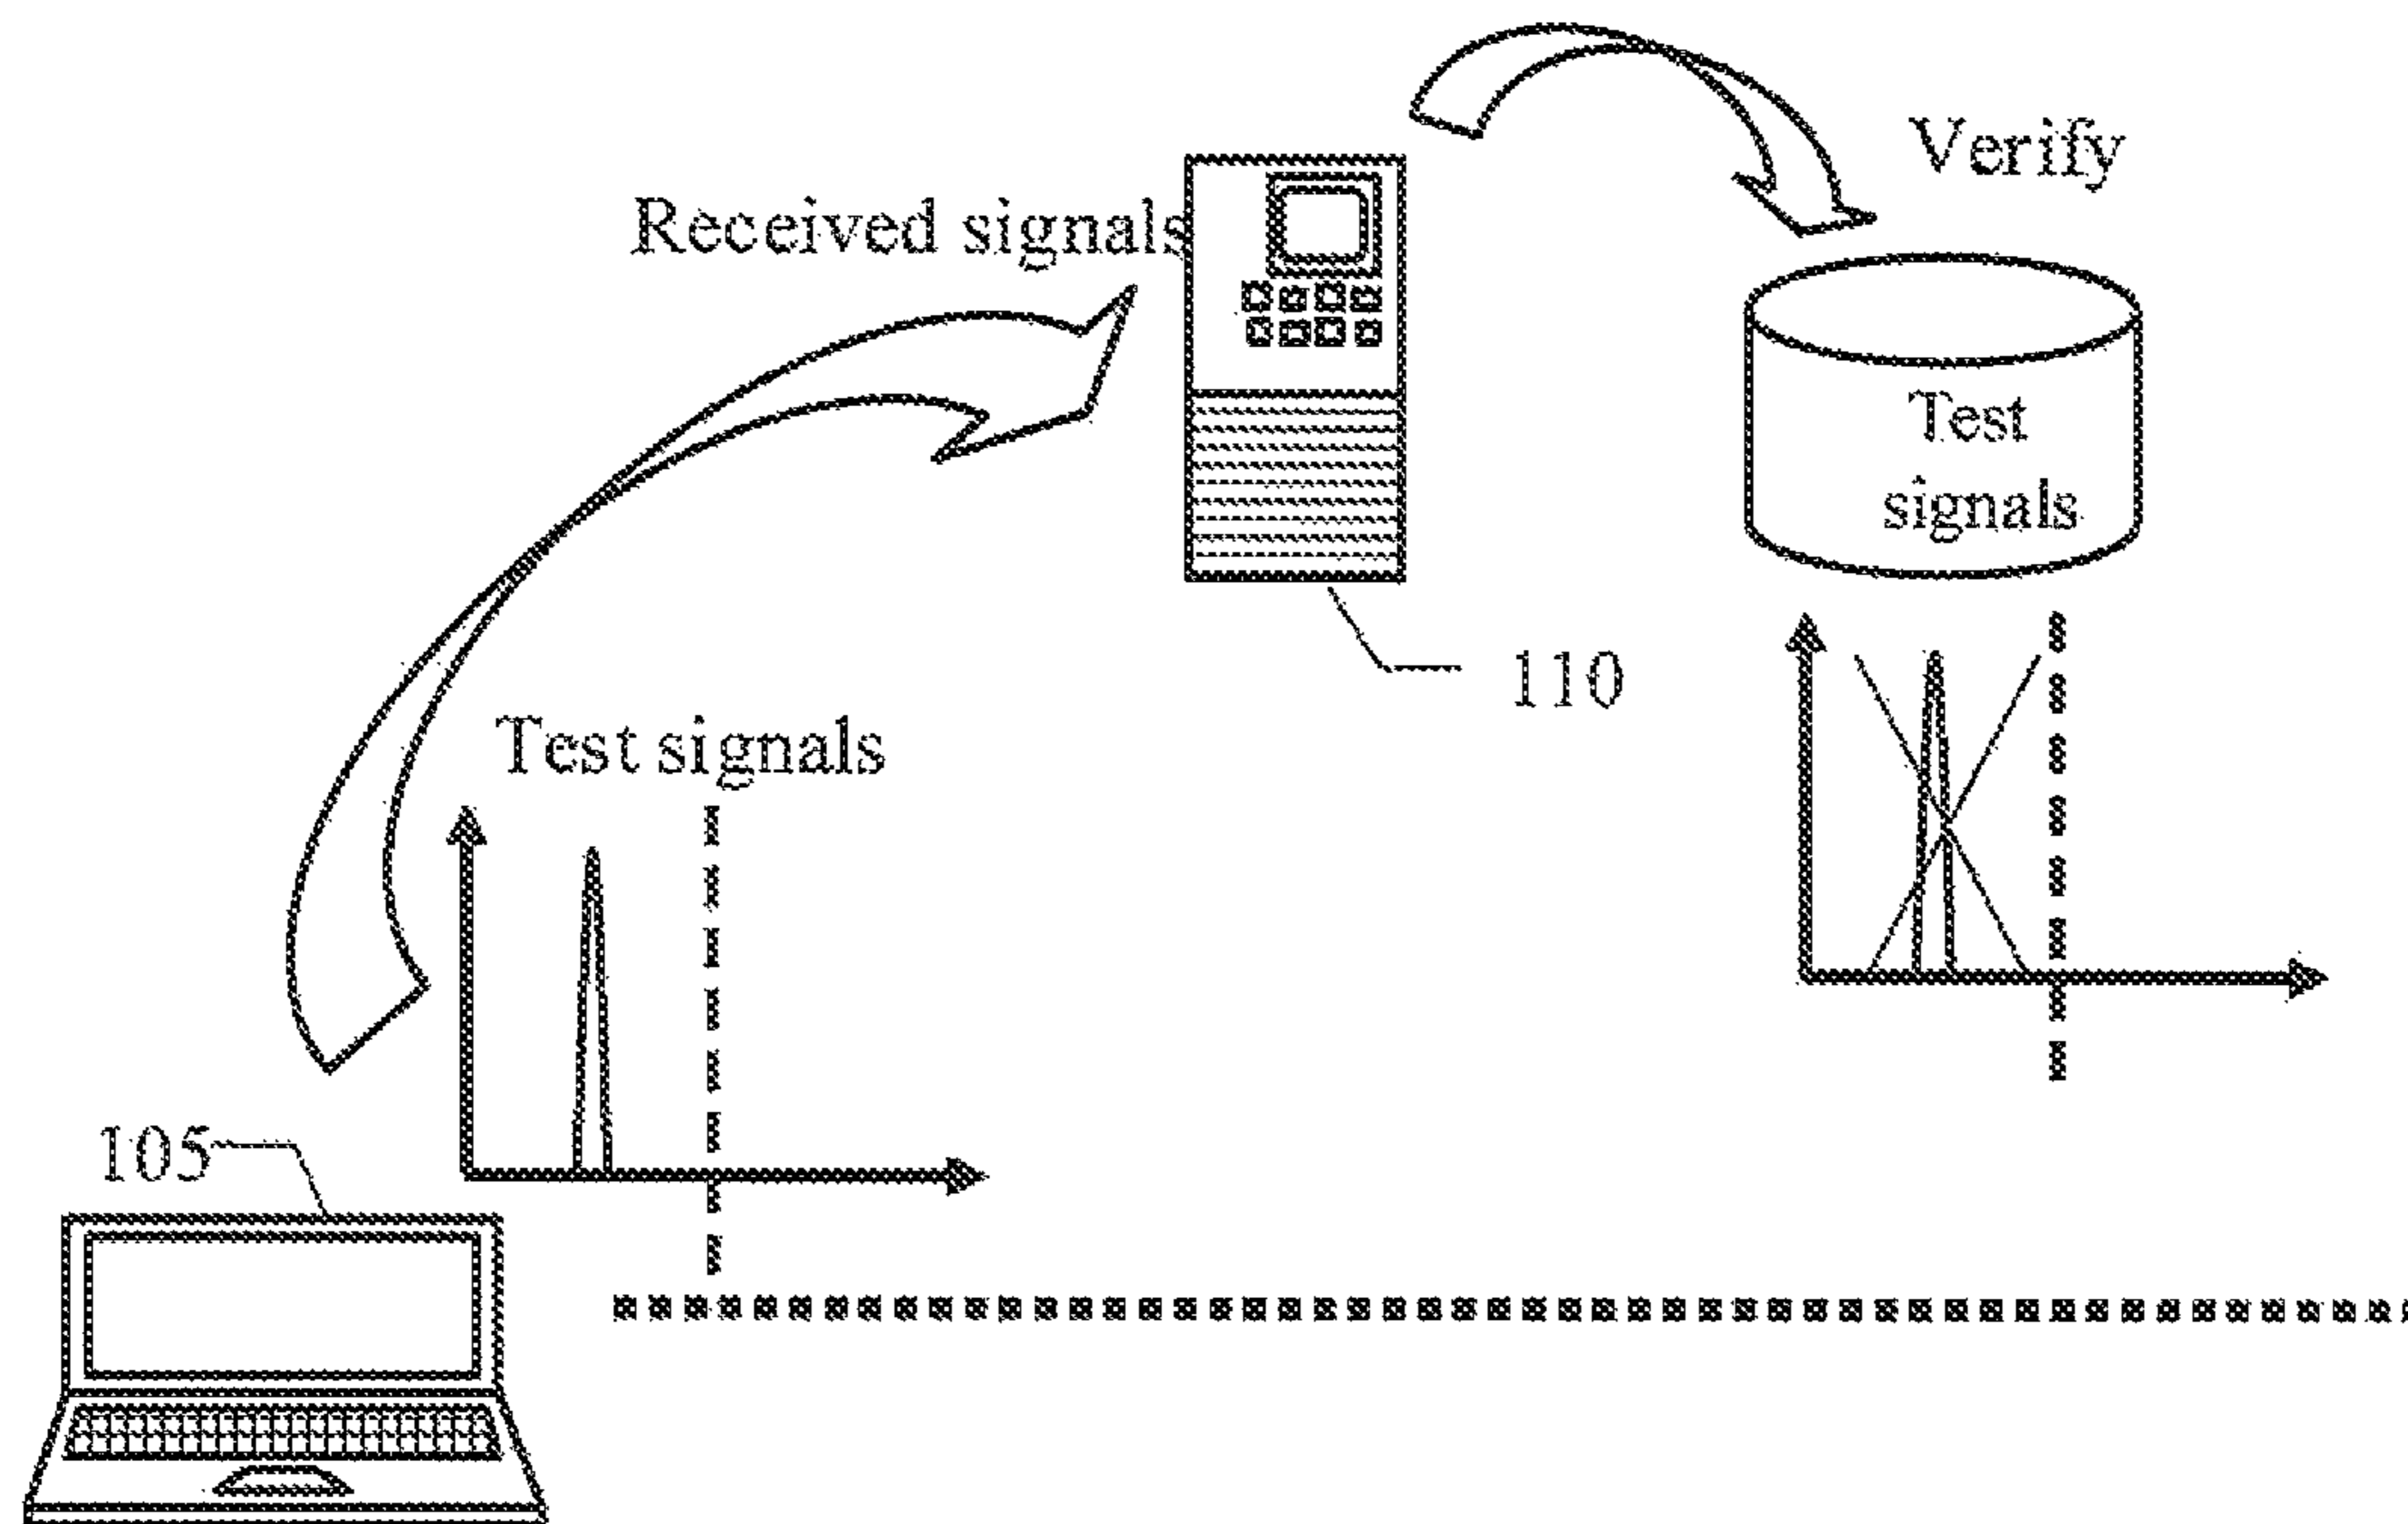 Verify
Received signals
Test
signals
110
Test signals
105